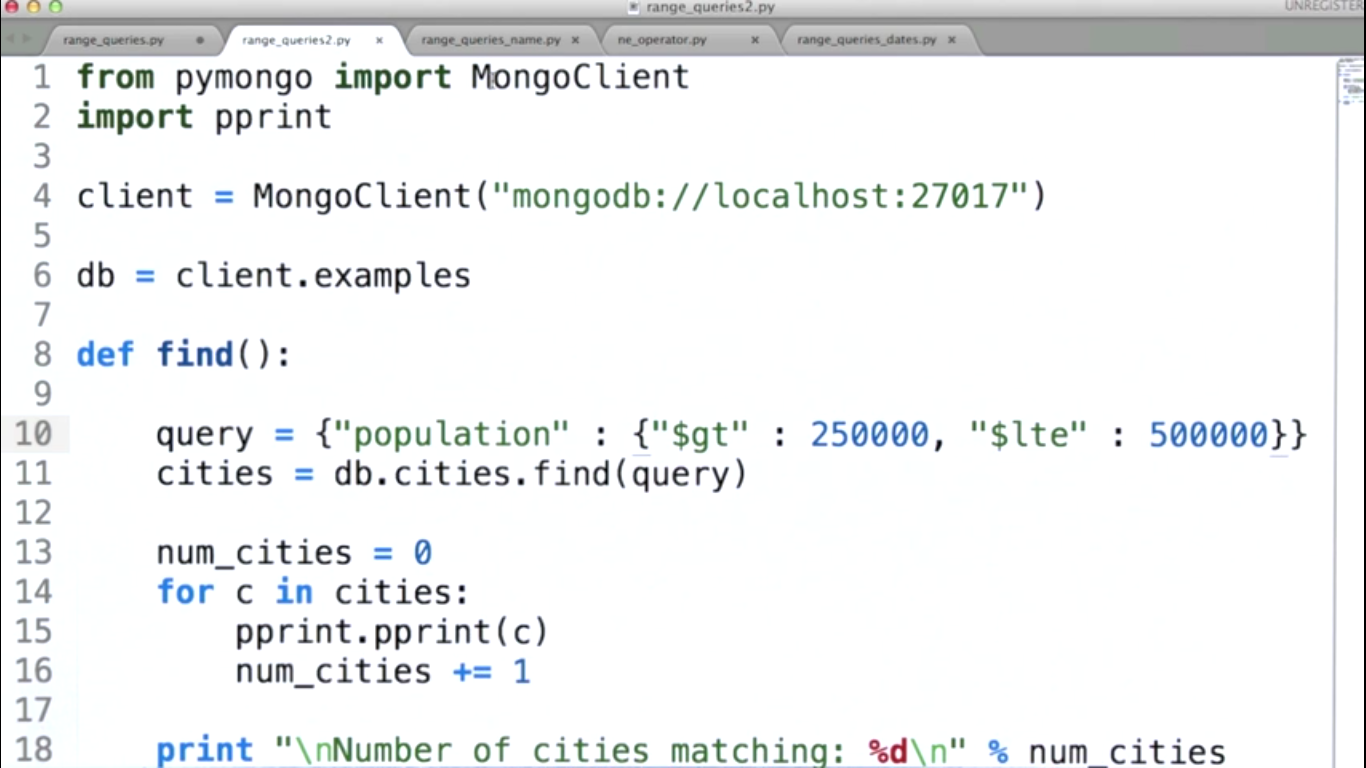 range_queries2.py
UNREGISTER
range_queries.py
range_queries2.py
range_queries_name.py
ne_operator.py
range_queries_dates.py
1 from pymongo import MongoClient
2 import pprint
3
4 client = MongoClient("mongodb://localhost:27017")
5
6 db = client.examples
7
8 def find():
9
10 query = {"population" : {"$gt" : 250000, "$lte" : 500000}}
11 cities = db.cities.find(query)
12
13 num_cities = 0
14 for c in cities:
15 pprint.pprint(c)
16 num_cities += 1
17
18 print "\nNumber of cities matching: %d\n" % num_cities